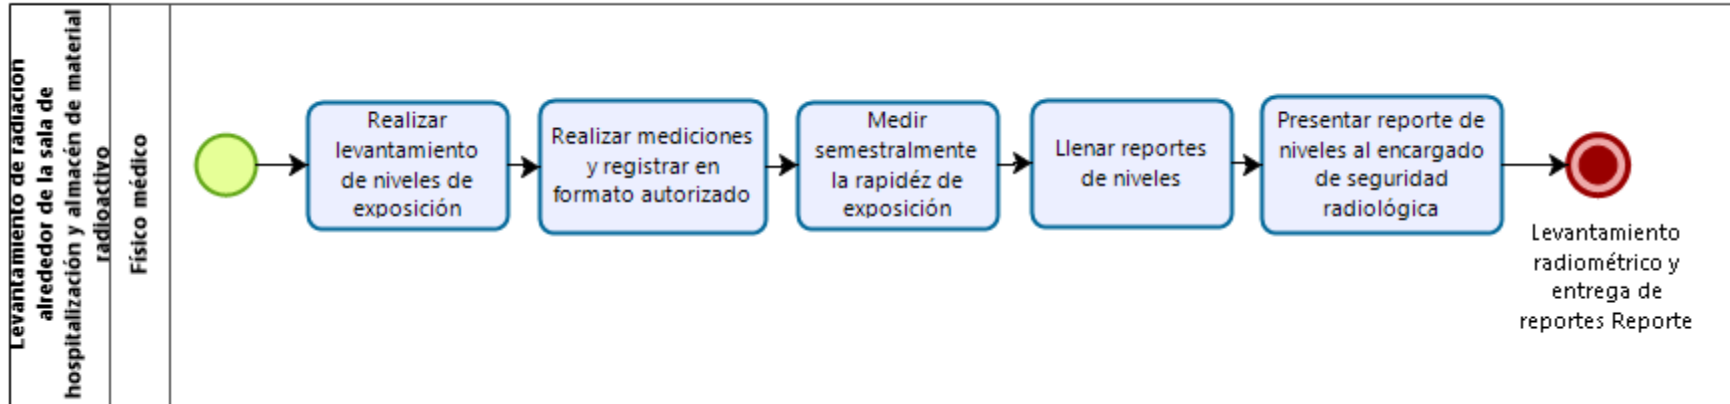 Levantamiento de radiación
alrededor de la sala de
hospitalización y almacén de material
radioactivo
Físico médico
Realizar
levantamiento
de niveles de
exposición
Realizar mediciones
y registrar en
formato autorizado
Medir
semestralmente
la rapidéz de
exposición
Llenar reportes
de niveles
Presentar reporte de
niveles al encargado
de seguridad
radiológica
Levantamiento
radiométrico y
entrega de
reportes Reporte